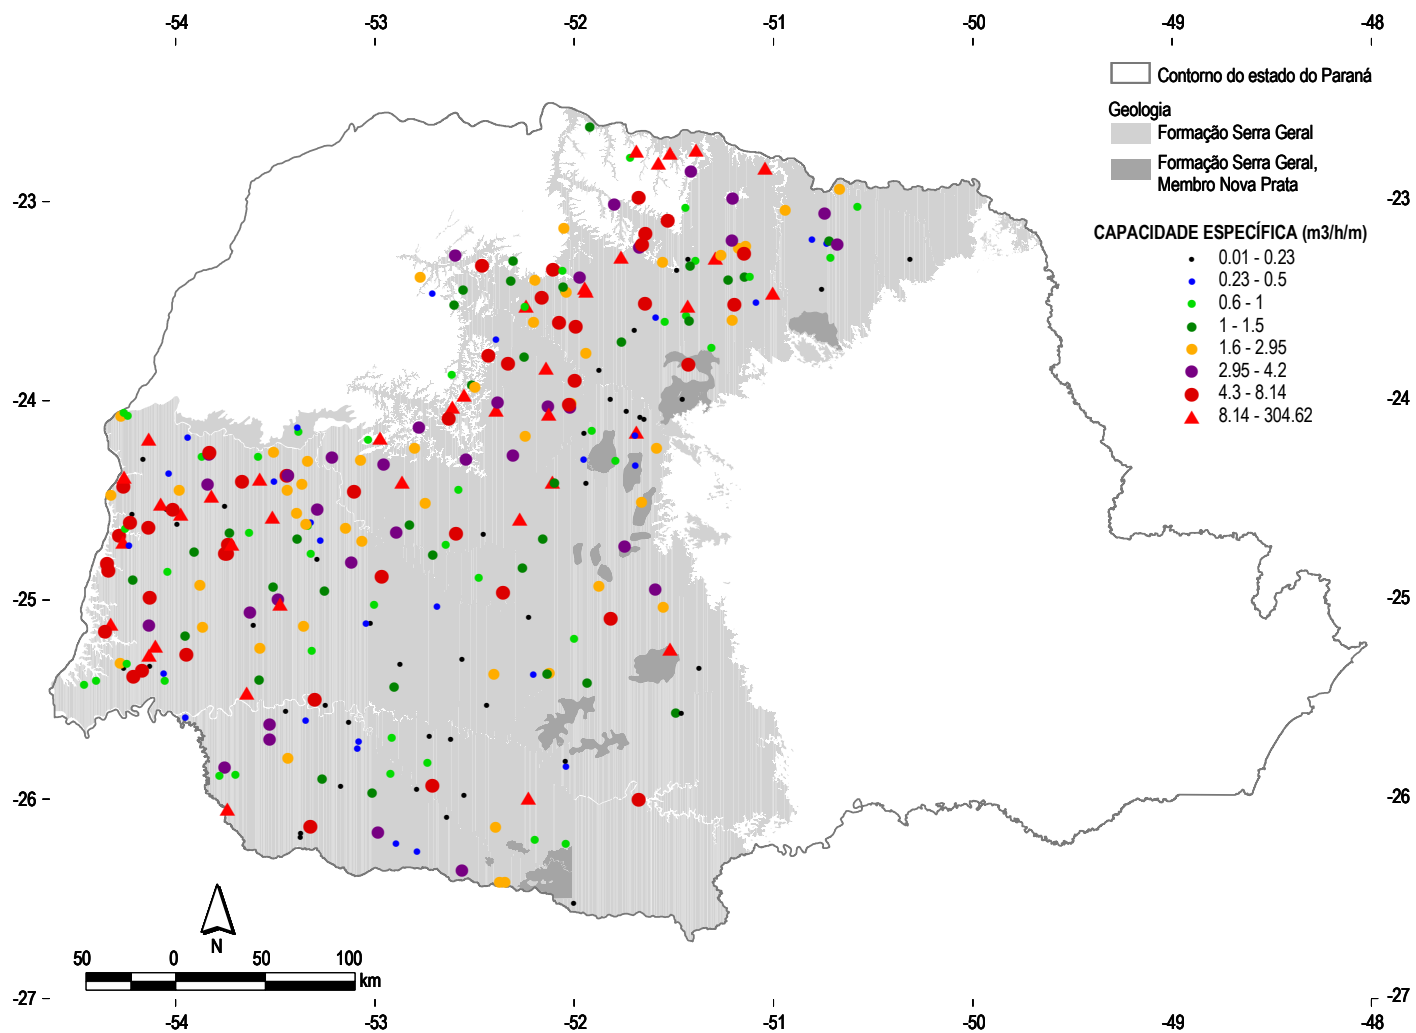 -54 -53 -52 -51 -50 -49 -48
Contorno do estado do Paraná
Geologia
Formação Serra Geral
Formação Serra Geral,
Membro Nova Prata
-23 -23
CAPACIDADE ESPECÍFICA (m3/h/m)
0.01 - 0.23
0.23 - 0.5
0.6 - 1
1 - 1.5
1.6 - 2.95
2.95 - 4.2
4.3 - 8.14
8.14 - 304.62
-24 -24
-25 -25
-26 -26
N
50 0 50 100
km
-27 -27
-54 -53 -52 -51 -50 -49 -48